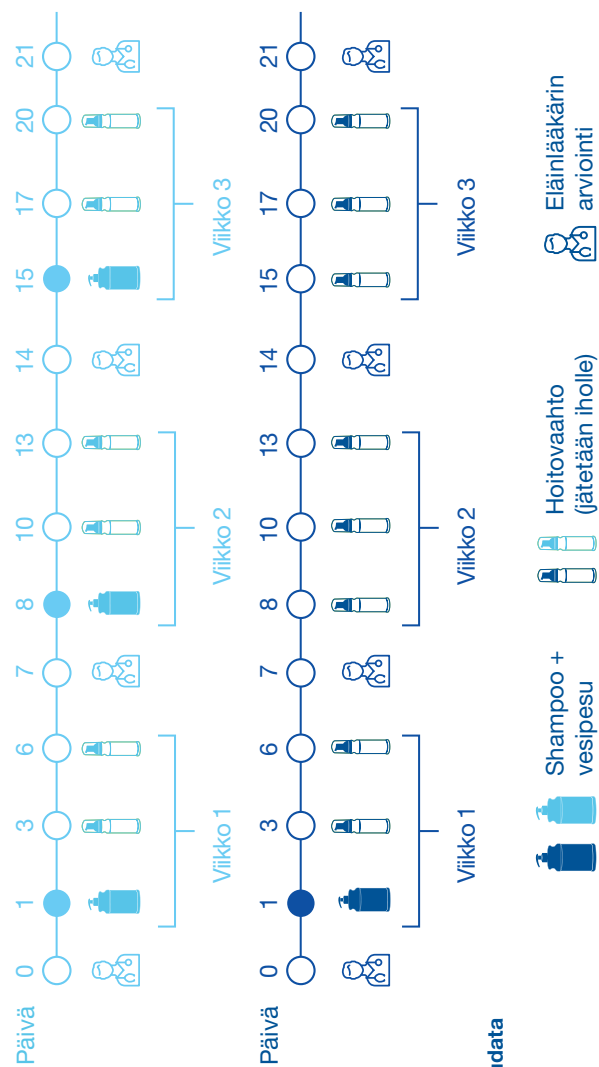 Päivä 0 1 3 6 7 8 10 13 14 15 17 20 21
Viikko 1 Viikko 2 Viikko 3
Päivä 0 1 3 6 7 8 10 13 14 15 17 20 21
Viikko 1 Viikko 2 Viikko 3
Shampoo +
vesipesu
Hoitovaahto
(jätetään iholle)
Eläinlääkärin
arviointi